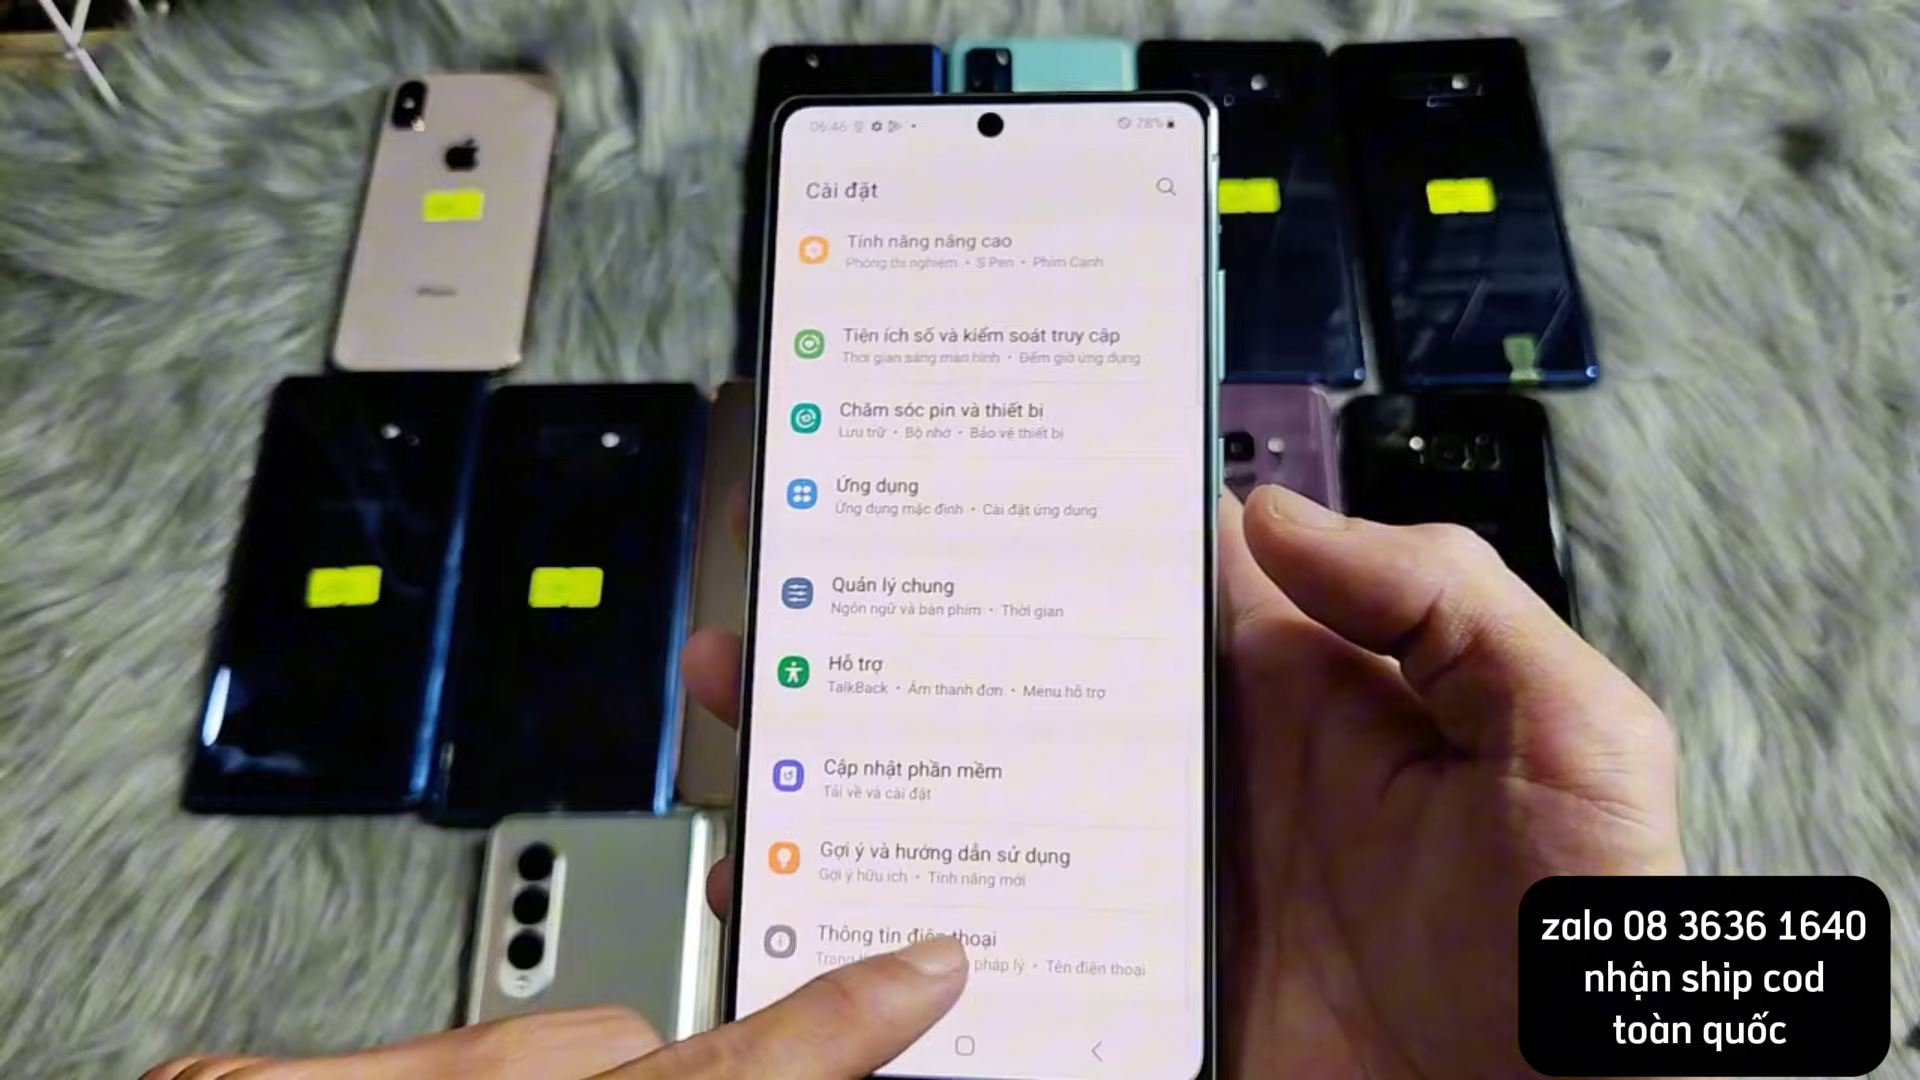 06:46
78%
Cài đặt
Tính năng nâng cao
Phòng thí nghiệm • S Pen • Phím Cạnh
Tiện ích số và kiểm soát truy cập
Thời gian sáng màn hình • Đếm giờ ứng dụng
Chăm sóc pin và thiết bị
Lưu trữ • Bộ nhớ • Bảo vệ thiết bị
Ứng dụng
Ứng dụng mặc định • Cài đặt ứng dụng
Quản lý chung
Ngôn ngữ và bàn phím • Thời gian
Hỗ trợ
TalkBack • Âm thanh đơn • Menu hỗ trợ
Cập nhật phần mềm
Tải về và cài đặt
Gợi ý và hướng dẫn sử dụng
Gợi ý hữu ích • Tính năng mới
Thông tin điện thoại
pháp lý • Tên điện thoại
iPhone
zalo 08 3636 1640
nhận ship cod
toàn quốc